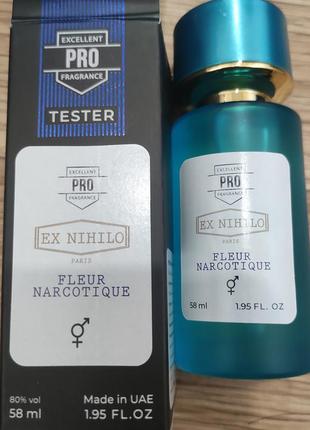 EXCELLENT
PRO
FRAGRANCE
TESTER
EXCELLENT
PRO
FRAGRANCE
EX NIHILO
PARIS
FLEUR
NARCOTIQUE
80% vol
58 ml
Made in UAE
1.95 FL.OZ
EXCELLENT
PRO
FRAGRANCE
EX NIHILO
PARIS
FLEUR
NARCOTIQUE
58 ml
1.95 FL. OZ